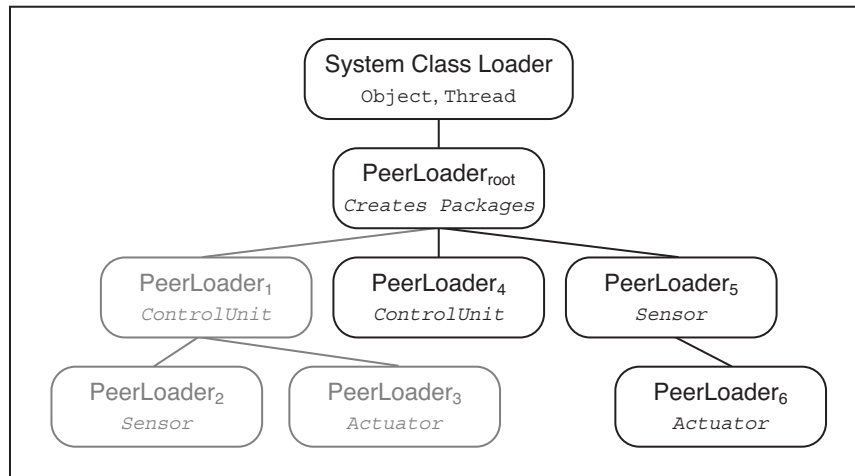 System Class Loader
Object, Thread
PeerLoaderroot
Creates Packages
PeerLoader1
ControlUnit
PeerLoader4
ControlUnit
PeerLoader5
Sensor
PeerLoader2
Sensor
PeerLoader3
Actuator
PeerLoader6
Actuator